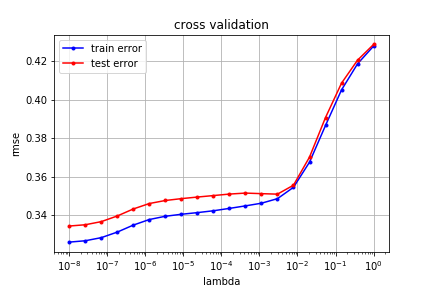 cross validation
train error
test error
rmse
0.42
0.40
0.38
0.36
0.34
10⁻⁸ 10⁻⁷ 10⁻⁶ 10⁻⁵ 10⁻⁴ 10⁻³ 10⁻² 10⁻¹ 10⁰
lambda